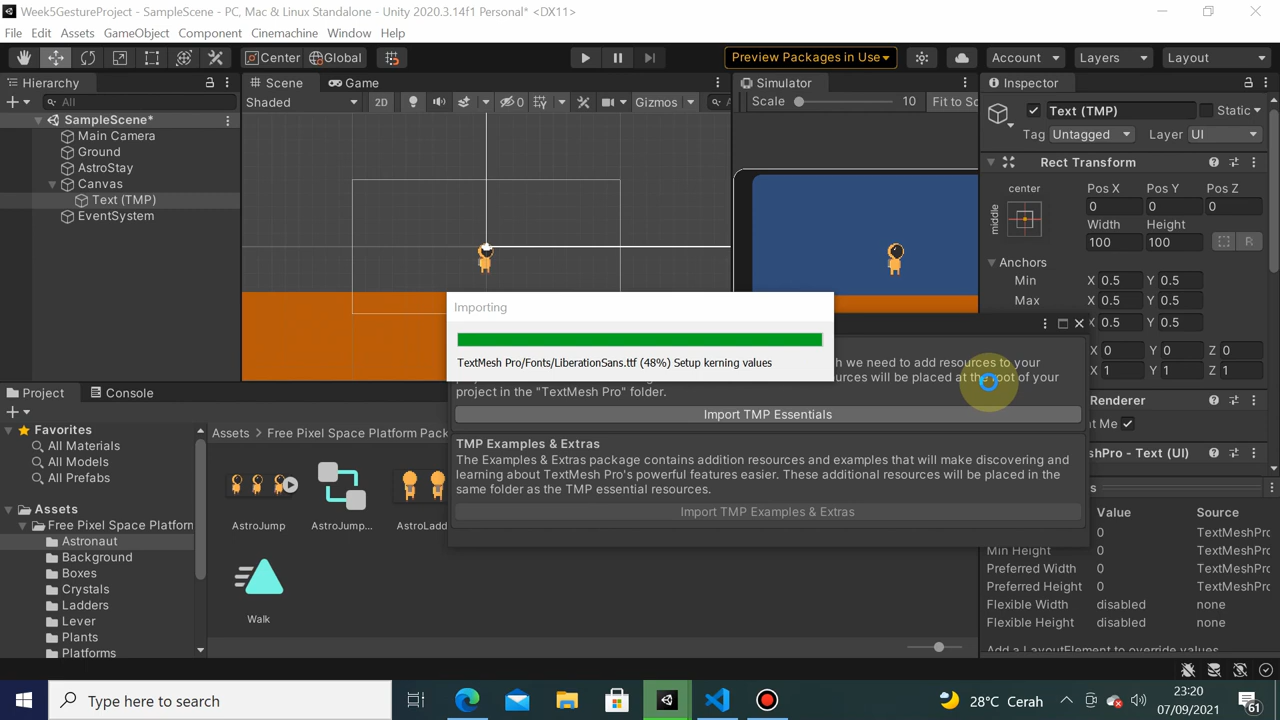 Week5GestureProject - SampleScene - PC, Mac & Linux Standalone - Unity 2020.3.14f1 Personal* <DX11>
File Edit Assets GameObject Component Cinemachine Window Help
Center Global Preview Packages in Use Account Layers Layout
Hierarchy Scene Game Simulator Inspector
All Shaded 2D 0 Gizmos Scale 10 Fit to Sc
SampleScene*
Main Camera
Ground
AstroStay
Canvas
Text (TMP)
EventSystem
Text (TMP) Static
Tag Untagged Layer UI
Rect Transform
center
middle
Pos X Pos Y Pos Z
0 0 0
Width Height
100 100
R
Anchors
Min X 0.5 Y 0.5
Max X 0.5 Y 0.5
X 0.5 Y 0.5
X 0 Y 0 Z 0
X 1 Y 1 Z 1
Renderer
t Me
shPro - Text (UI)
Importing
TextMesh Pro/Fonts/LiberationSans.ttf (48%) Setup kerning values
h we need to add resources to your
urces will be placed at the root of your
project in the "TextMesh Pro" folder.
Import TMP Essentials
TMP Examples & Extras
The Examples & Extras package contains addition resources and examples that will make discovering and
learning about TextMesh Pro's powerful features easier. These additional resources will be placed in the
same folder as the TMP essential resources.
Import TMP Examples & Extras
Project Console
Favorites
All Materials
All Models
All Prefabs
Assets
Free Pixel Space Platforn
Astronaut
Background
Boxes
Crystals
Ladders
Lever
Plants
Platforms
Assets > Free Pixel Space Platform Pack
AstroJump AstroJump... AstroLadd
Walk
s
Value Source
0 TextMeshPro
Min Height 0 TextMeshPro
Preferred Width 0 TextMeshPro
Preferred Height 0 TextMeshPro
Flexible Width disabled none
Flexible Height disabled none
Add a LayoutElement to override values
Type here to search
28°C Cerah
23:20
07/09/2021
61